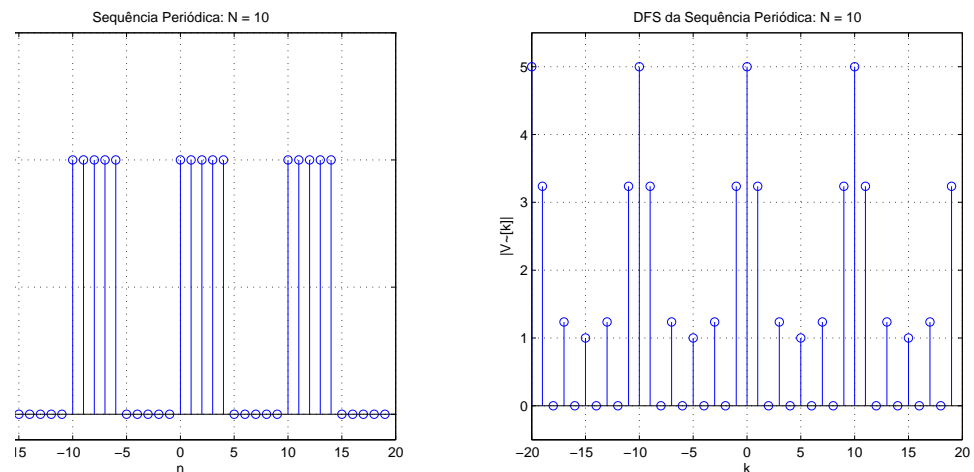 Sequência Periódica: N = 10
15 −10 −5 0 5 10 15 20
n
DFS da Sequência Periódica: N = 10
|V~[k]|
5
4
3
2
1
0
−20 −15 −10 −5 0 5 10 15 20
k